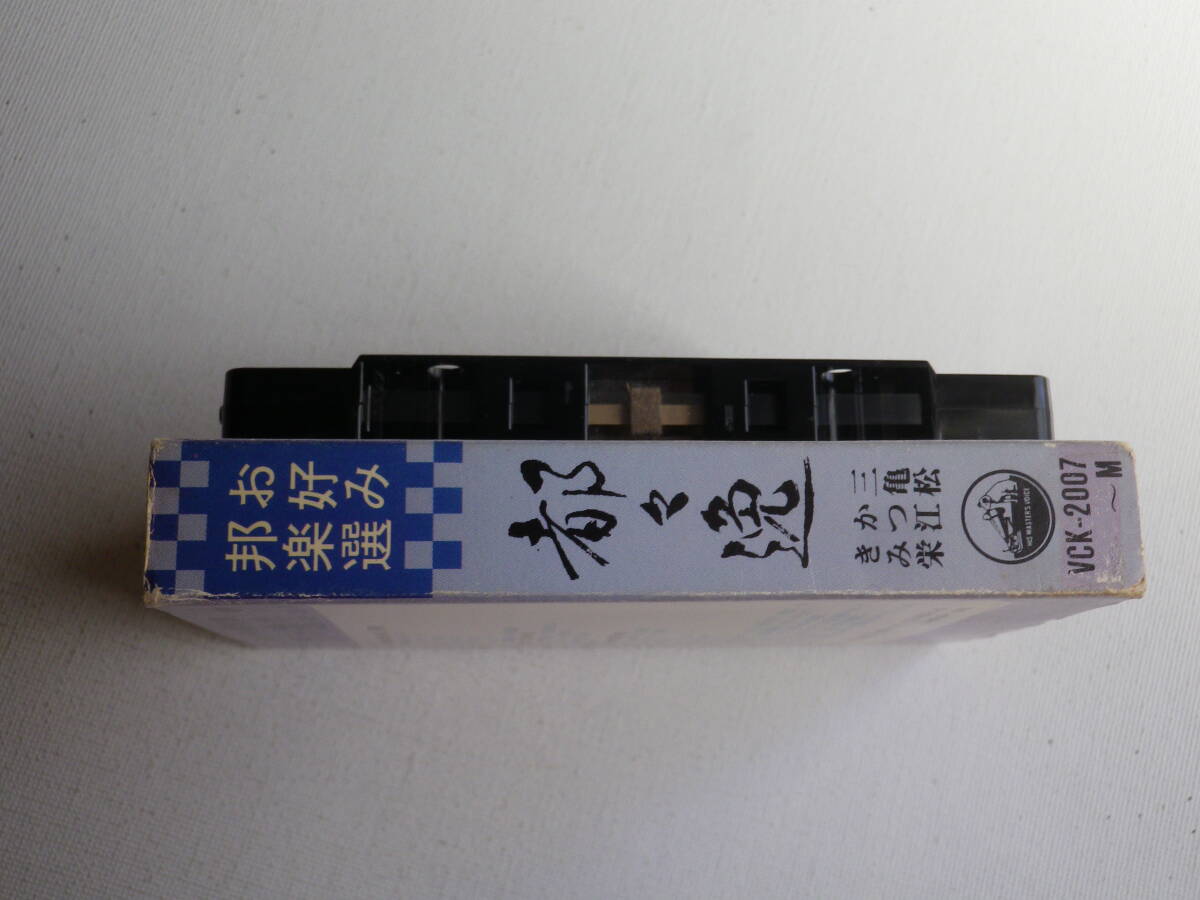 お好み
邦楽選
都々逸
三亀松
かつ江
きみ栄
HIS MASTER'S VOICE
VCK-2007
〜M